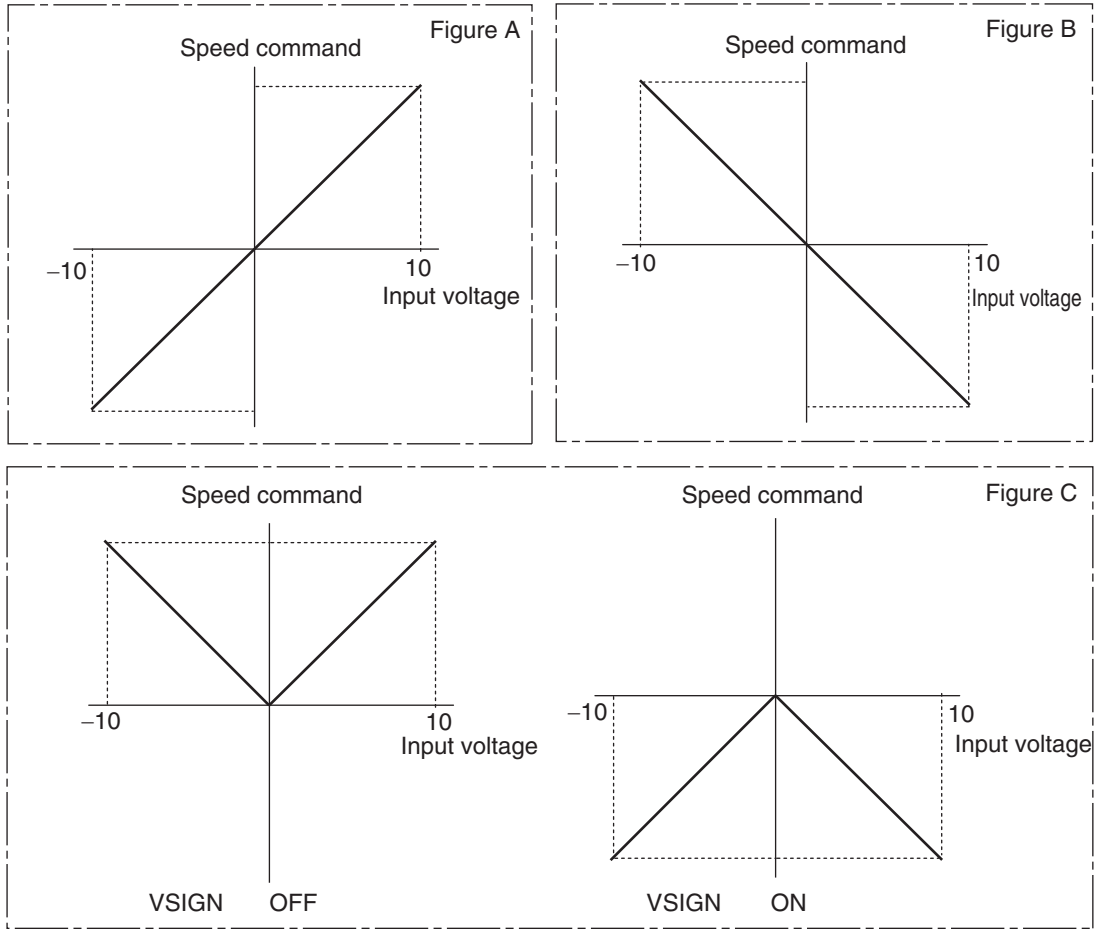 Figure A
Speed command
−10
10
Input voltage
Figure B
Speed command
−10
10
Input voltage
Figure C
Speed command
−10
10
Input voltage
VSIGN OFF
Speed command
−10
10
Input voltage
VSIGN ON